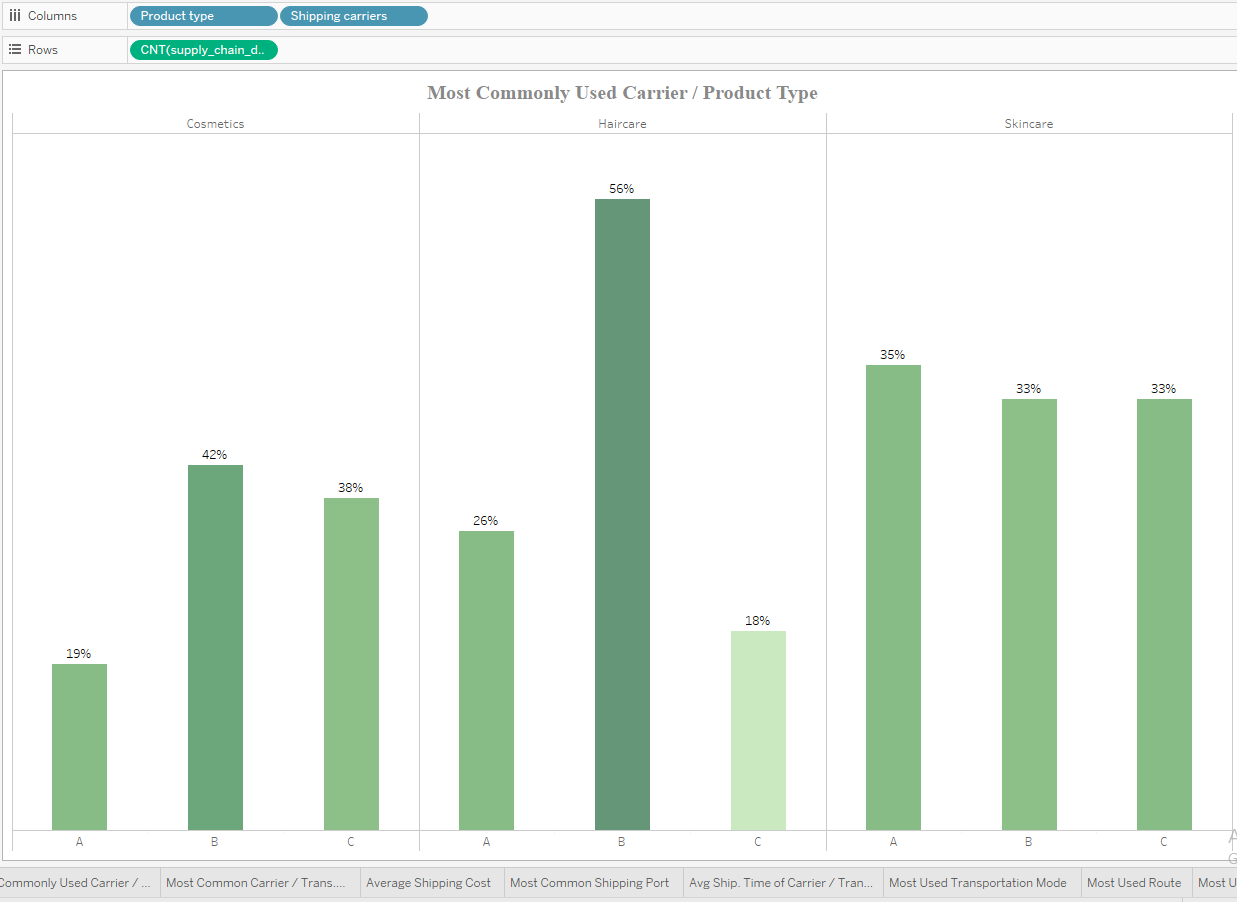 Columns
Product type
Shipping carriers
Rows
CNT(supply_chain_d..
Most Commonly Used Carrier / Product Type
Cosmetics
Haircare
Skincare
56%
35%
33%
33%
42%
38%
26%
18%
19%
A
B
C
A
B
C
A
B
C
A
G
Commonly Used Carrier / ...
Most Common Carrier / Trans....
Average Shipping Cost
Most Common Shipping Port
Avg Ship. Time of Carrier / Tran...
Most Used Transportation Mode
Most Used Route
Most U